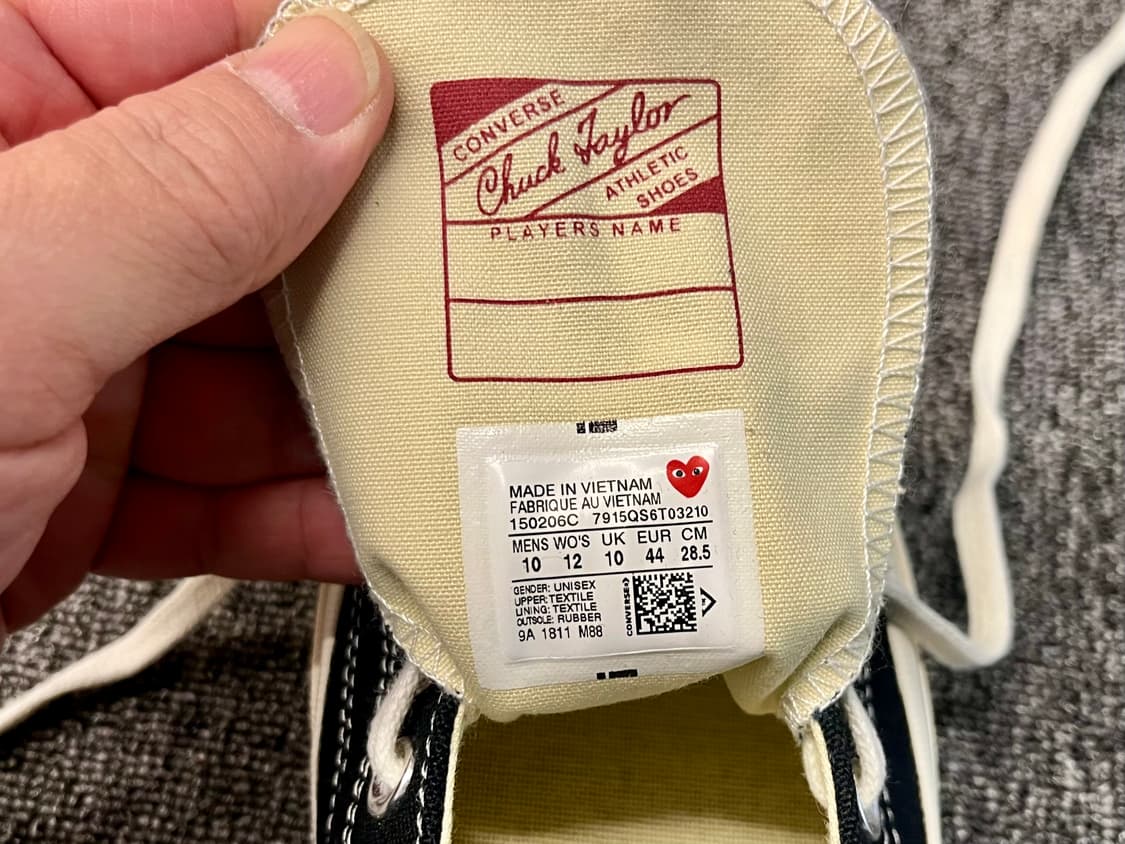 CONVERSE
Chuck Taylor
ATHLETIC
SHOES
PLAYERS NAME
MADE IN VIETNAM
FABRIQUE AU VIETNAM
150206C 7915QS6T03210
MENS WO'S UK EUR CM
10 12 10 44 28.5
GENDER: UNISEX
UPPER: TEXTILE
LINING: TEXTILE
OUTSOLE: RUBBER
9A 1811 M88
CONVERSE